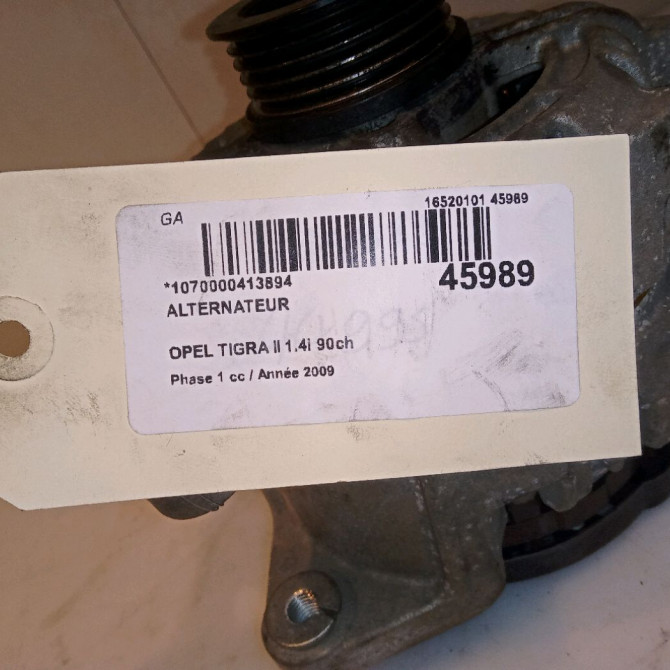 GA
16520101 45989
*1070000413894
45989
ALTERNATEUR
OPEL TIGRA II 1.4i 90ch
Phase 1 cc / Année 2009